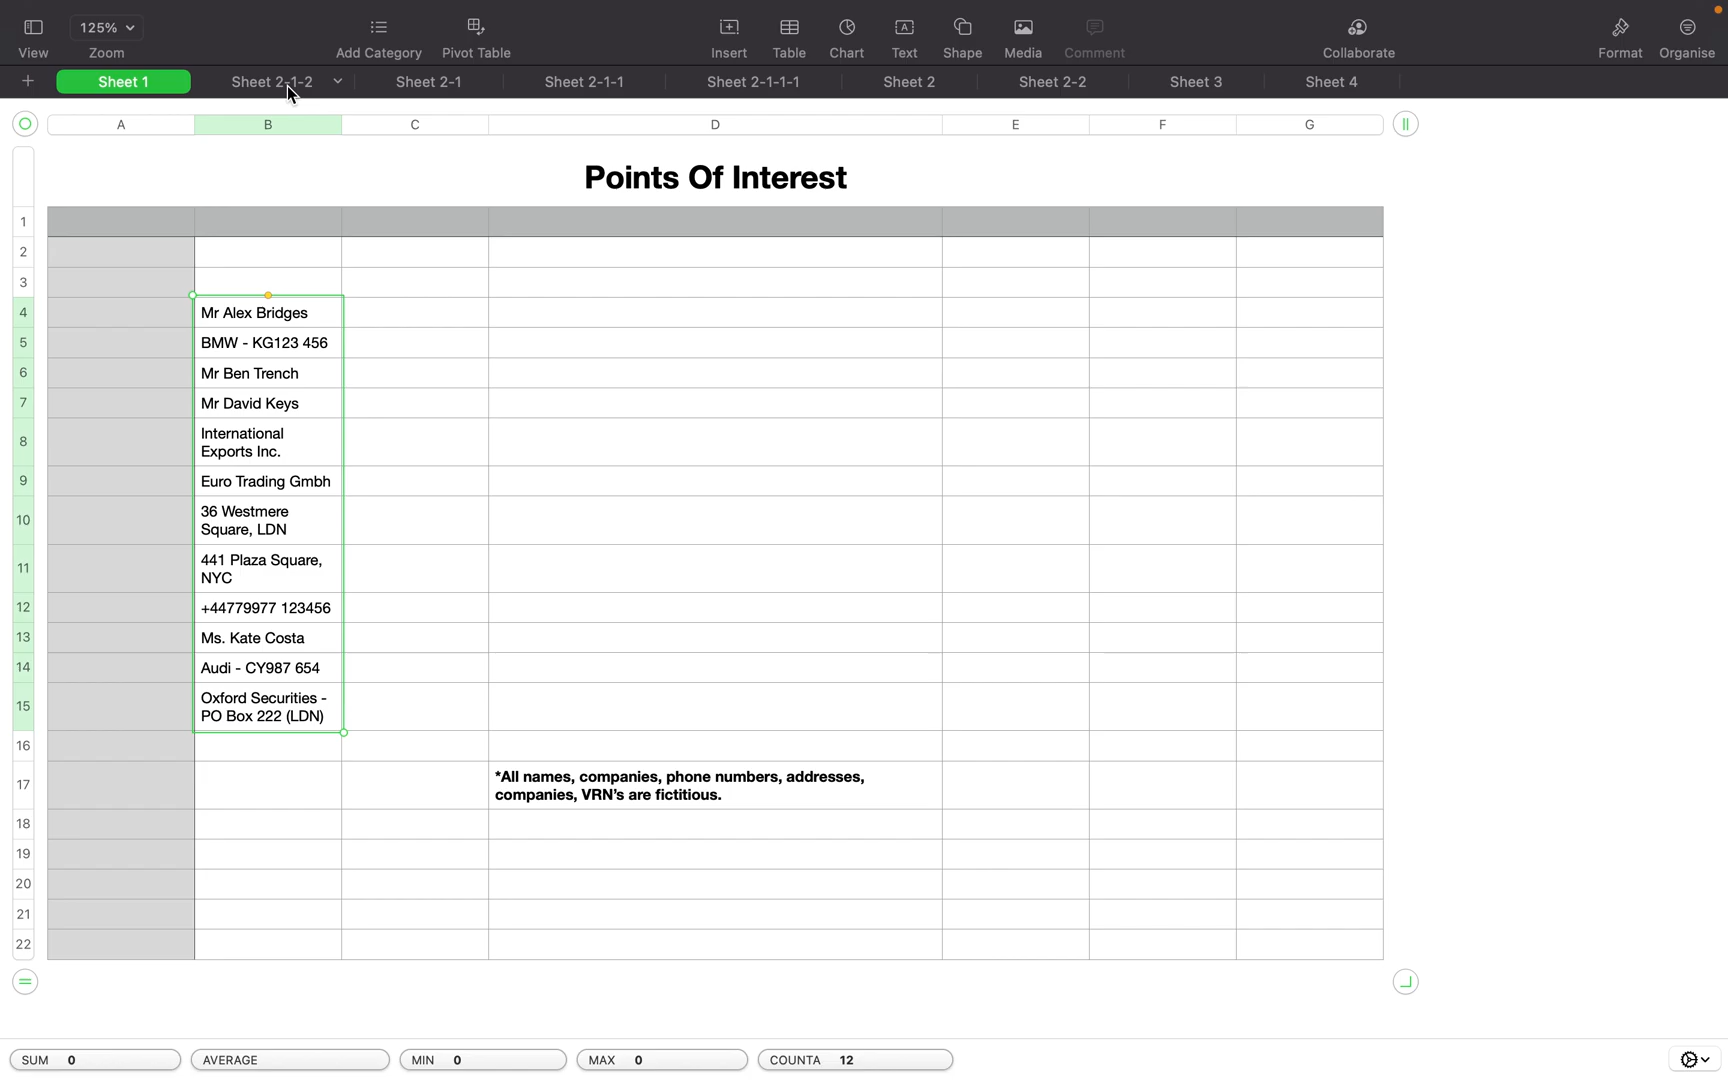 125%
View
Zoom
Add Category
Pivot Table
Insert
Table
Chart
Text
Shape
Media
Comment
Collaborate
Format
Organise
Sheet 1
Sheet 2-1-2
Sheet 2-1
Sheet 2-1-1
Sheet 2-1-1-1
Sheet 2
Sheet 2-2
Sheet 3
Sheet 4
A
B
C
D
E
F
G
Points Of Interest
1
2
3
4
Mr Alex Bridges
5
BMW - KG123 456
6
Mr Ben Trench
7
Mr David Keys
8
International
Exports Inc.
9
Euro Trading Gmbh
10
36 Westmere
Square, LDN
11
441 Plaza Square,
NYC
12
+44779977 123456
13
Ms. Kate Costa
14
Audi - CY987 654
15
Oxford Securities -
PO Box 222 (LDN)
16
17
*All names, companies, phone numbers, addresses,
companies, VRN’s are fictitious.
18
19
20
21
22
SUM 0
AVERAGE
MIN 0
MAX 0
COUNTA 12